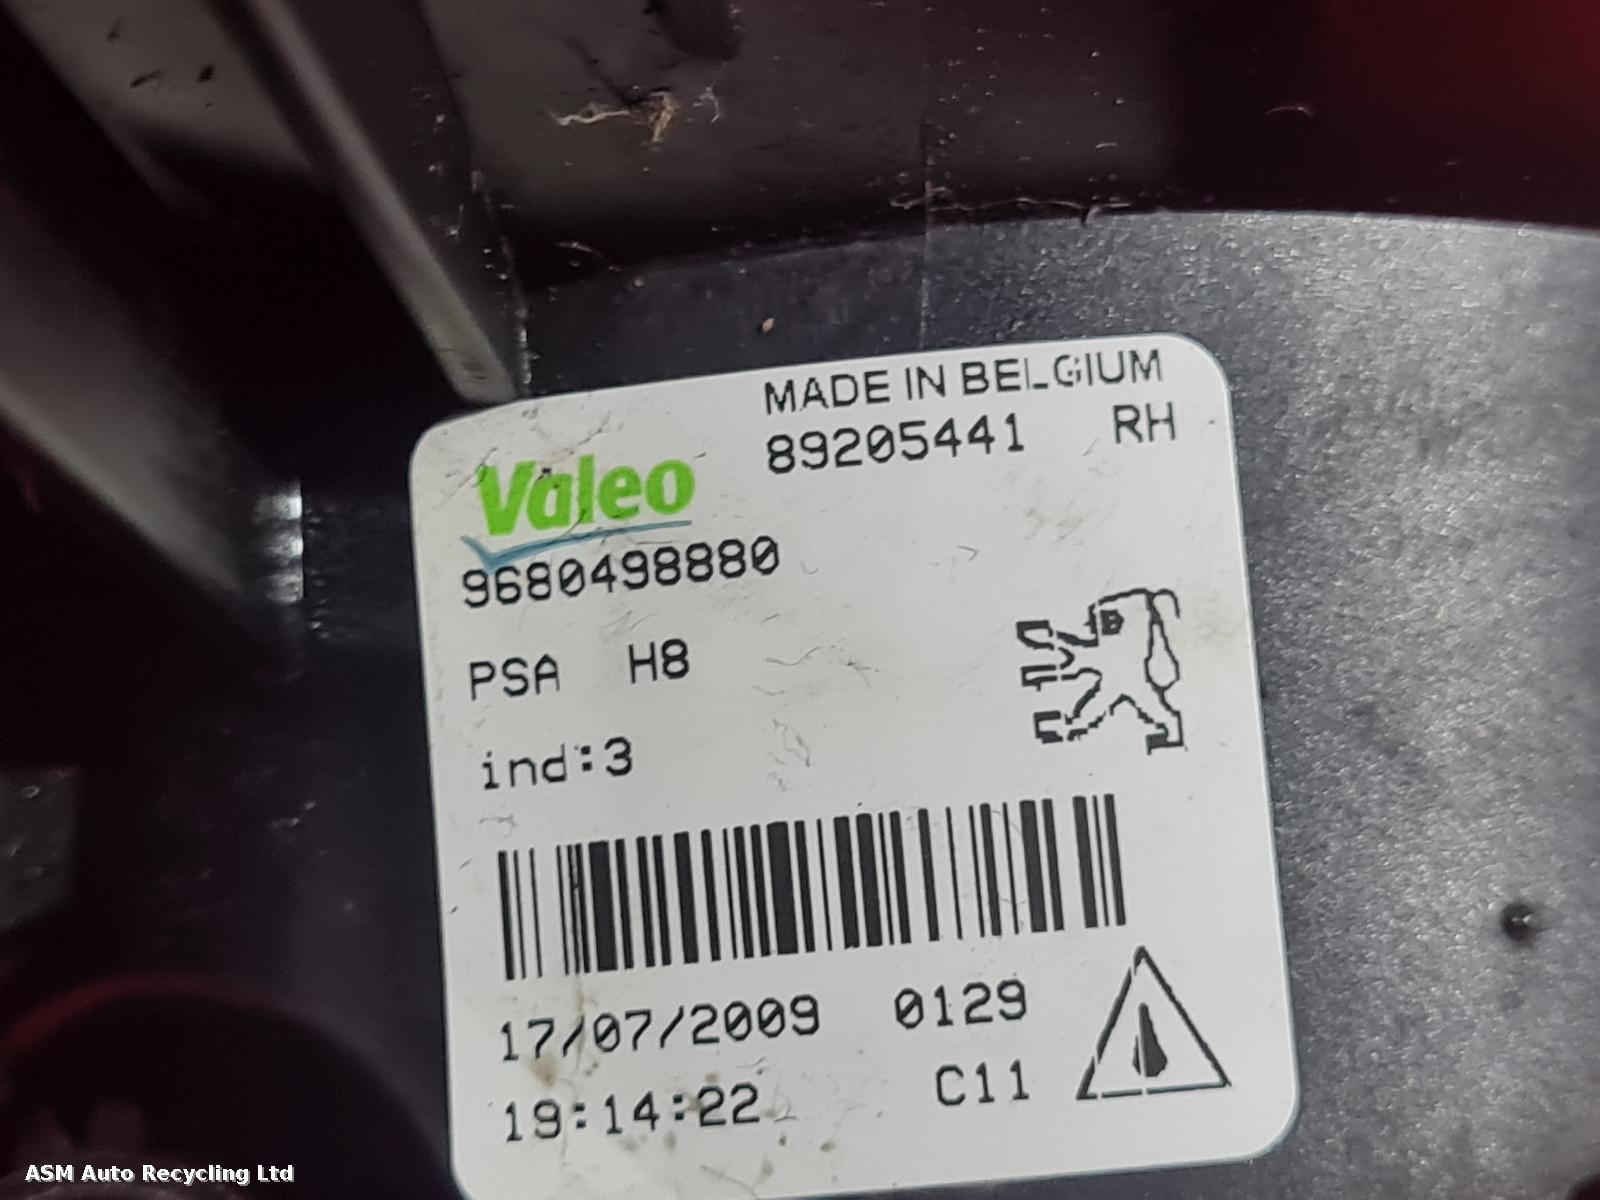 MADE IN BELGIUM
Valeo 89205441 RH
9680498880
PSA H8
ind:3
17/07/2009 0129
19:14:22 C11
ASM Auto Recycling Ltd